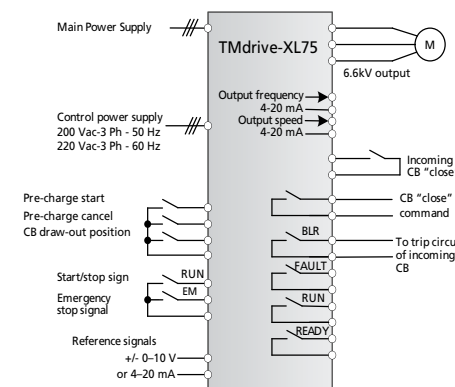 Main Power Supply
TMdrive-XL75
M
6.6kV output
Output frequency
4-20 mA
Output speed
4-20 mA
Control power supply
200 Vac-3 Ph - 50 Hz
220 Vac-3 Ph - 60 Hz
Incoming
CB "close
Pre-charge start
Pre-charge cancel
CB draw-out position
CB "close"
command
BLR
To trip circu
of incoming
CB
FAULT
Start/stop sign
RUN
Emergency
stop signal
EM
RUN
READY
Reference signals
+/- 0–10 V
or 4–20 mA